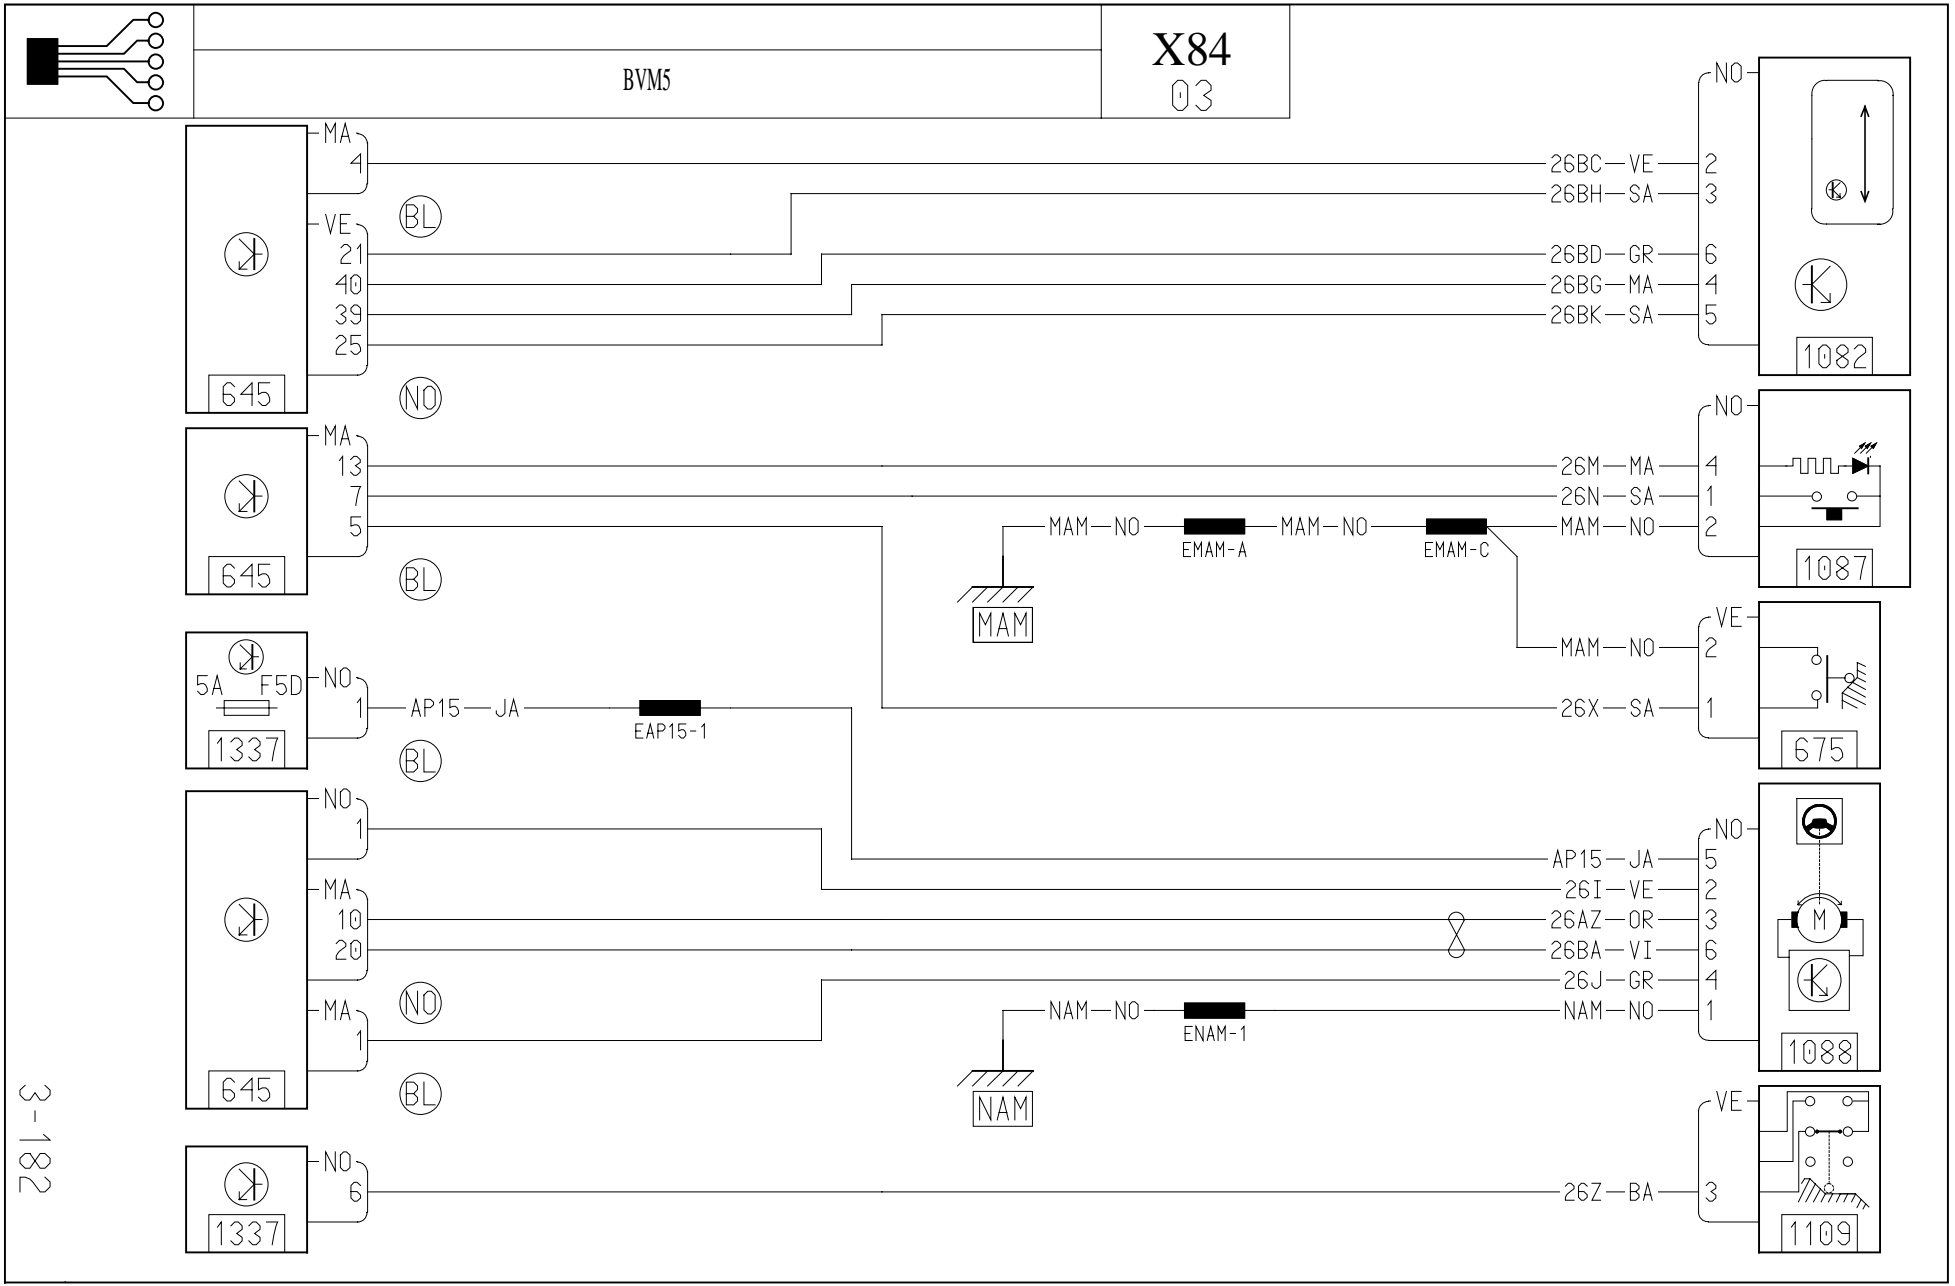 BVM5
X84
03
MA
4
BL
VE
21
40
39
25
645
NO
26BC VE 2
26BH SA 3
26BD GR 6
26BG MA 4
26BK SA 5
NO
1082
MA
13
7
5
645
BL
26M MA 4
26N SA 1
MAM NO EMAM-A MAM NO EMAM-C MAM NO 2
NO
1087
MAM
MAM NO 2
VE
26X SA 1
675
5A F5D
NO
1
AP15 JA
EAP15-1
1337
BL
NO
1
MA
10
20
NO
MA
1
645
BL
NO
AP15 JA 5
26I VE 2
26AZ OR 3
26BA VI 6
26J GR 4
NAM NO ENAM-1 NAM NO 1
M
1088
NAM
NO
6
1337
VE
26Z BA 3
1109
3-182